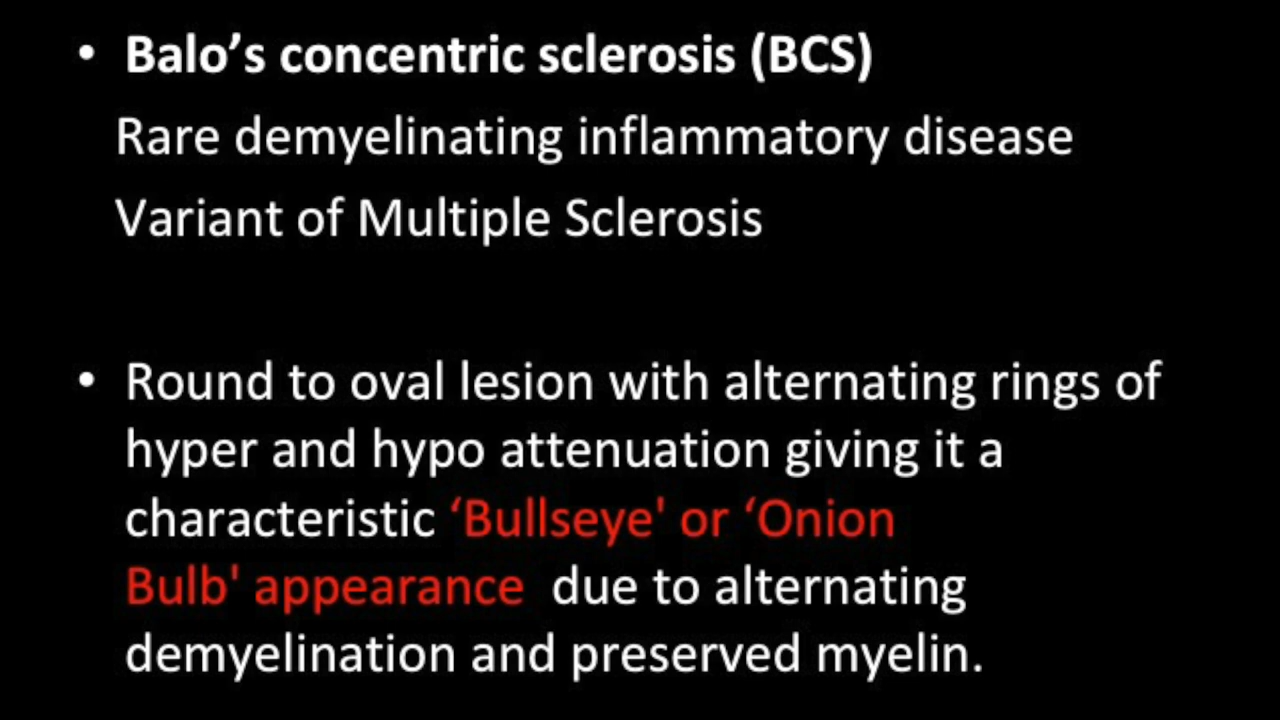 • Balo’s concentric sclerosis (BCS)
Rare demyelinating inflammatory disease
Variant of Multiple Sclerosis
• Round to oval lesion with alternating rings of
hyper and hypo attenuation giving it a
characteristic ‘Bullseye' or ‘Onion
Bulb' appearance due to alternating
demyelination and preserved myelin.